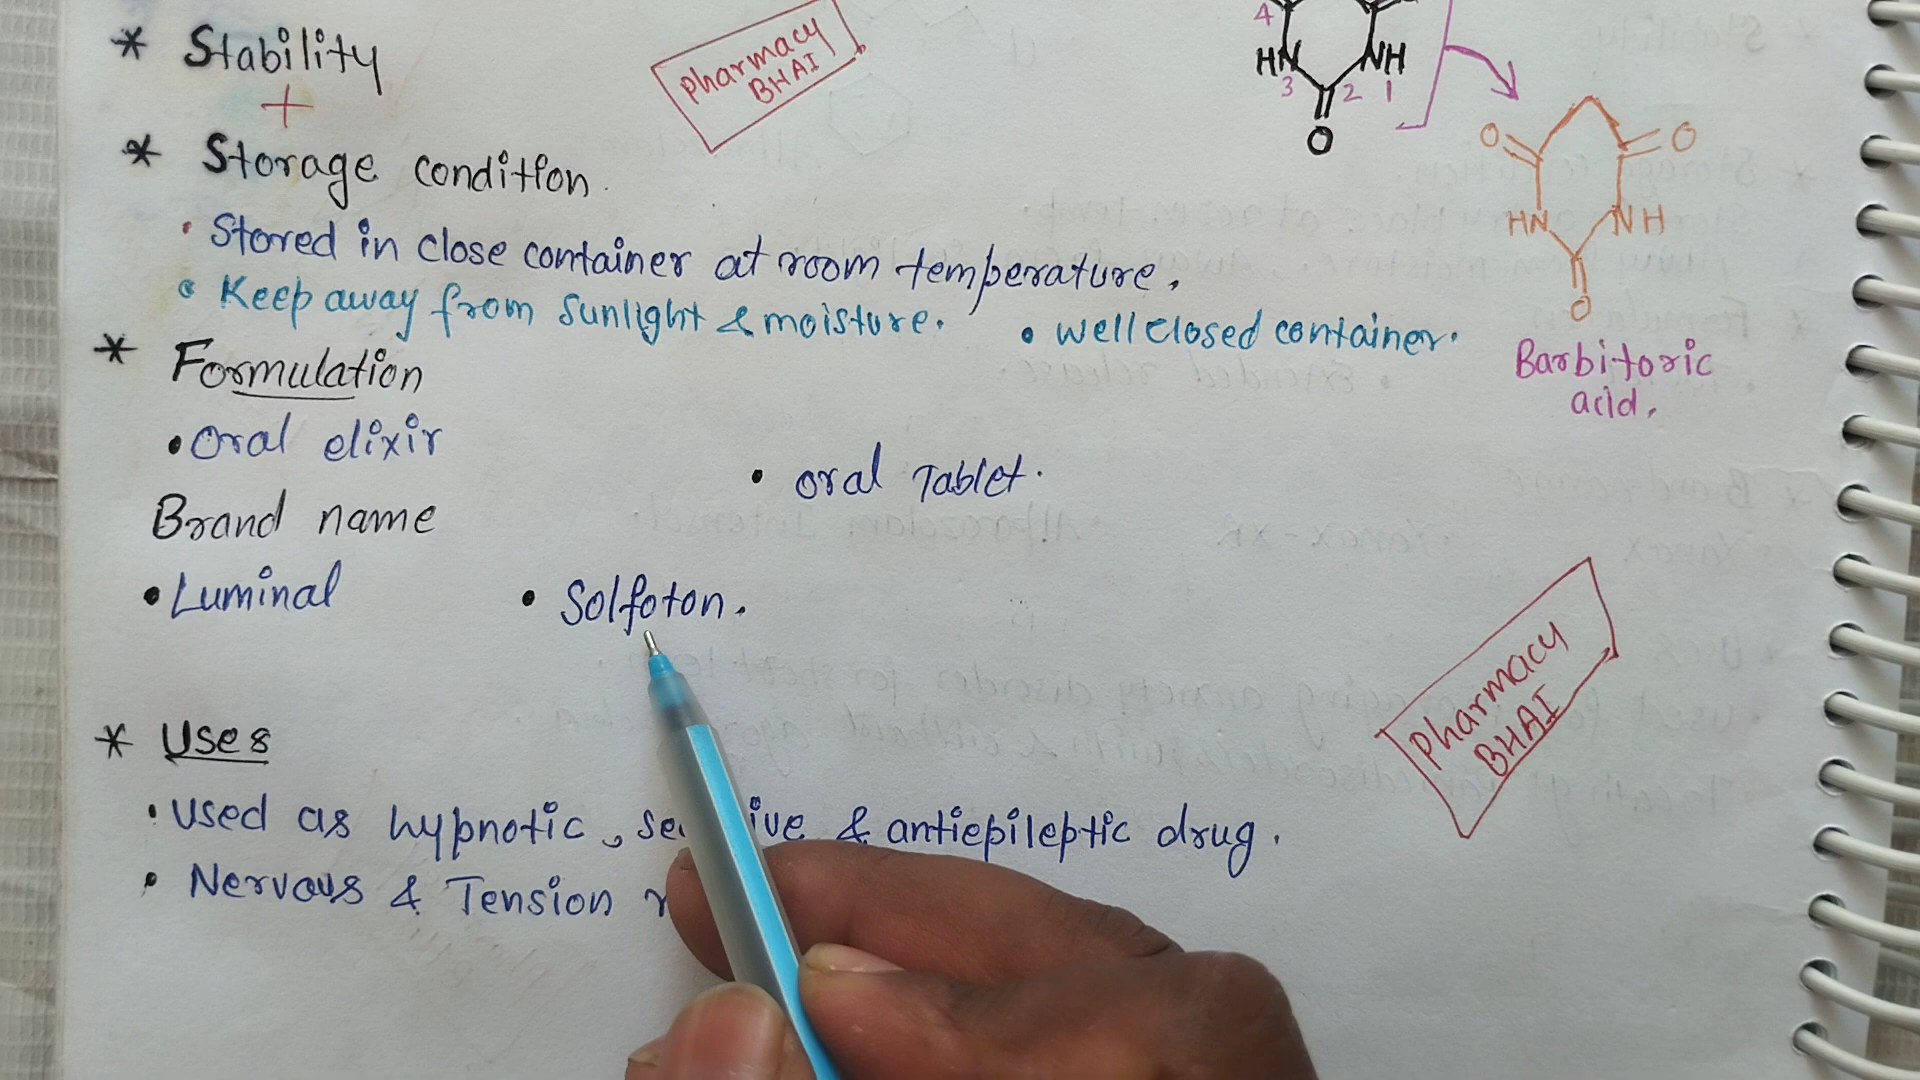 * Stability
+
Pharmacy
BHAI
4
HN NH
3 2 1
O
* Storage condition.
• Stored in close container at room temperature.
• Keep away from sunlight & moisture. • well closed container.
O O
HN NH
O
Barbitoric
acid.
* Formulation
• Oral elixir
• oral Tablet.
Brand name
• Luminal • Solfoton.
Pharmacy
BHAI
* Uses
• used as hypnotic, & antiepileptic drug.
• Nervous & Tension